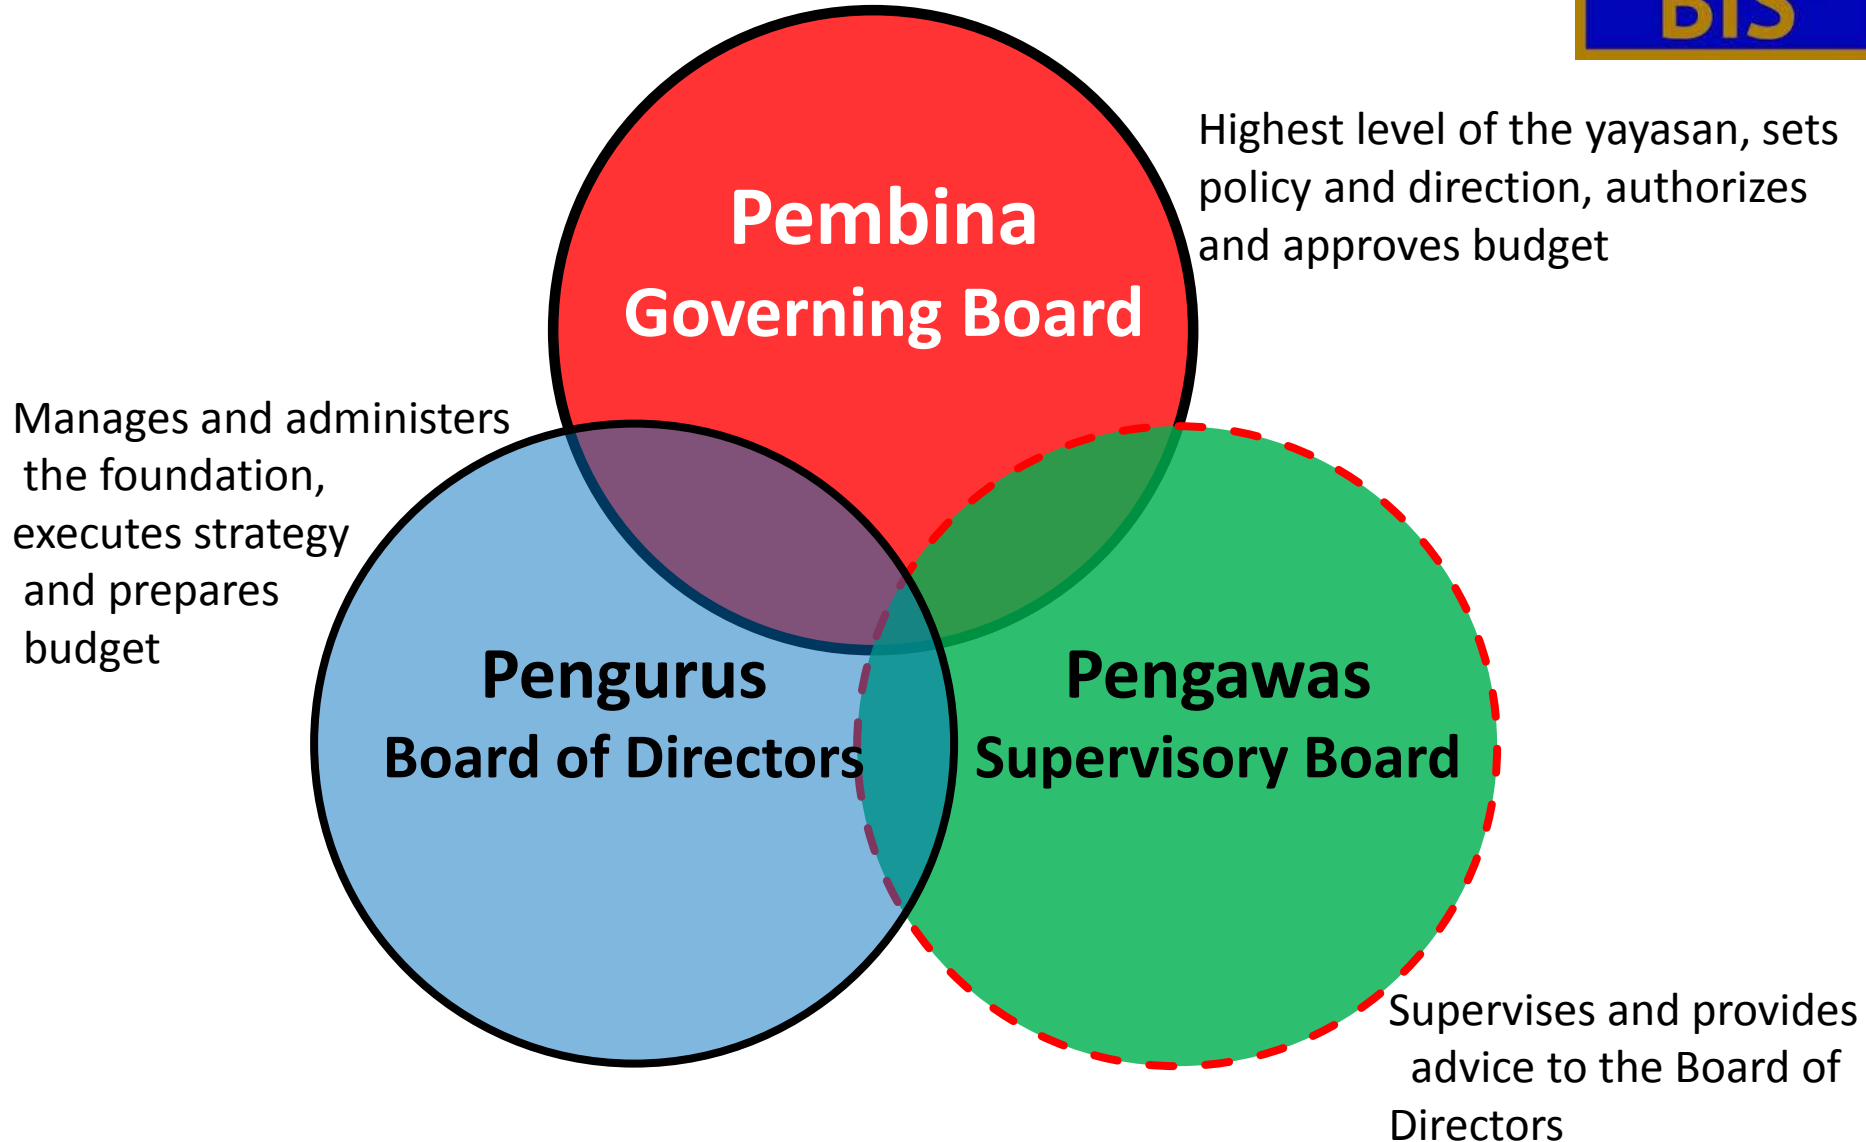 BIS
Highest level of the yayasan, sets
policy and direction, authorizes
and approves budget
Pembina
Governing Board
Manages and administers
the foundation,
executes strategy
and prepares
budget
Pengurus
Board of Directors
Pengawas
Supervisory Board
Supervises and provides
advice to the Board of
Directors